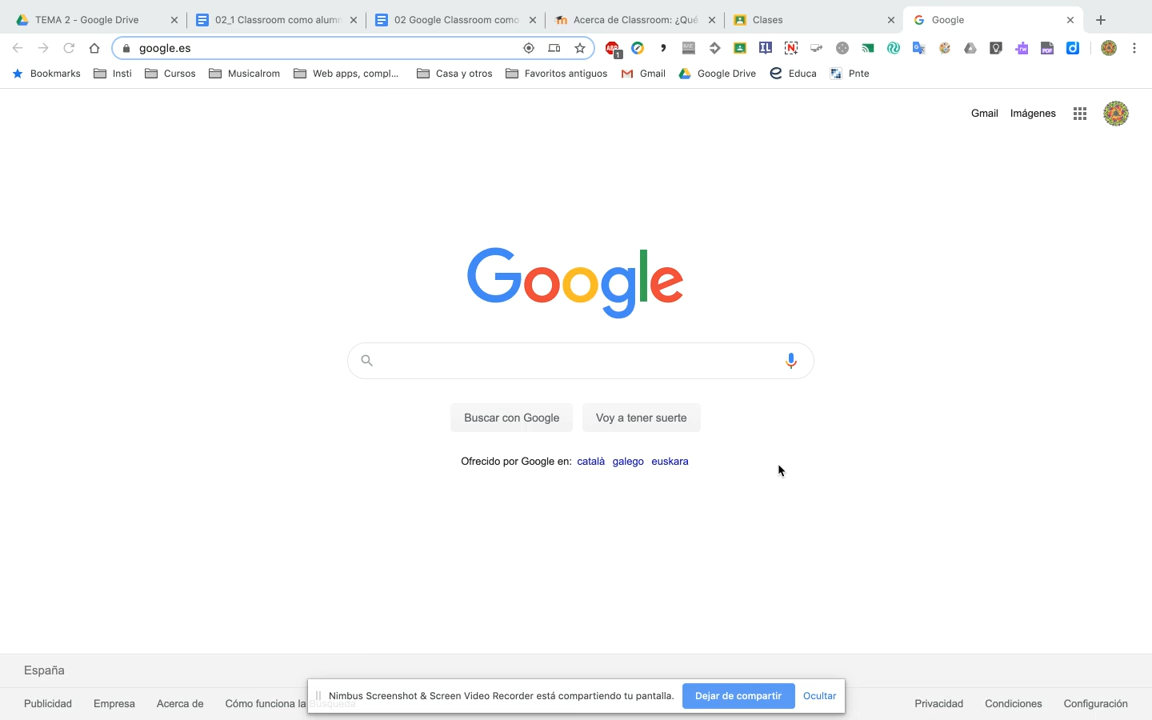 TEMA 2 - Google Drive
02_1 Classroom como alumn
02 Google Classroom como
Acerca de Classroom: ¿Qué
Clases
Google
google.es
Bookmarks
Insti
Cursos
Musicalrom
Web apps, compl...
Casa y otros
Favoritos antiguos
Gmail
Google Drive
Educa
Pnte
Gmail
Imágenes
Google
Buscar con Google
Voy a tener suerte
Ofrecido por Google en: català galego euskara
España
Nimbus Screenshot & Screen Video Recorder está compartiendo tu pantalla.
Dejar de compartir
Ocultar
Publicidad
Empresa
Acerca de
Cómo funciona la Búsqueda
Privacidad
Condiciones
Configuración